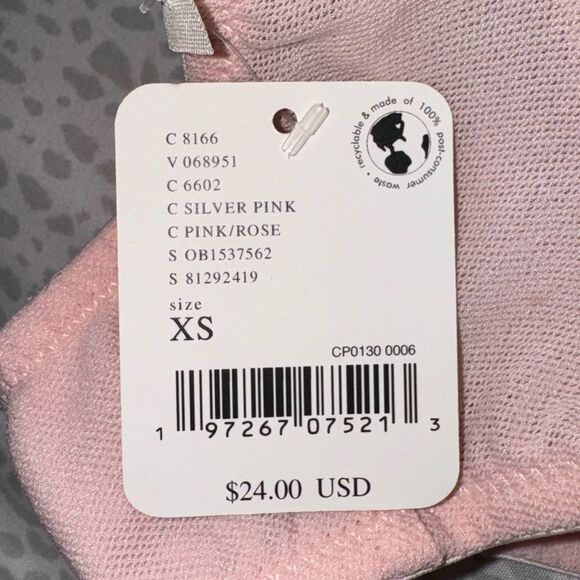 recyclable & made of 100% post-consumer waste •
C 8166
V 068951
C 6602
C SILVER PINK
C PINK/ROSE
S OB1537562
S 81292419
size
XS
CP0130 0006
1 97267 07521 3
$24.00 USD